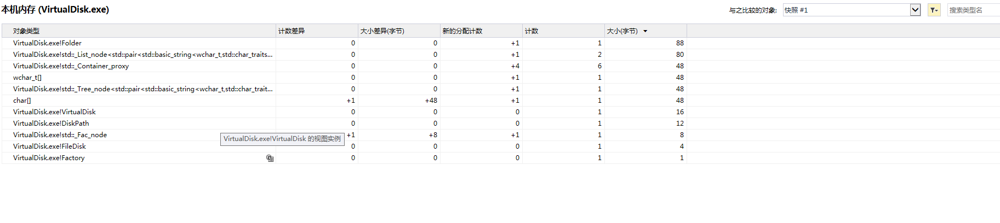 本机内存 (VirtualDisk.exe) 与之比较的对象: 快照 #1 搜索类型名
对象类型 计数差异 大小差异(字节) 新的分配计数 计数 大小(字节)
VirtualDisk.exe!Folder 0 0 +1 1 88
VirtualDisk.exe!std::_List_node<std::pair<std::basic_string<wchar_t,std::char_traits... 0 0 +1 2 80
VirtualDisk.exe!std::_Container_proxy 0 0 +4 6 48
wchar_t[] 0 0 +1 1 48
VirtualDisk.exe!std::_Tree_node<std::pair<std::basic_string<wchar_t,std::char_trait... 0 0 +1 1 48
char[] +1 +48 +1 1 48
VirtualDisk.exe!VirtualDisk 0 0 0 1 16
VirtualDisk.exe!DiskPath 0 0 0 1 12
VirtualDisk.exe!std::_Fac_node +1 +8 +1 1 8
VirtualDisk.exe!VirtualDisk 的视图实例
VirtualDisk.exe!FileDisk 0 0 0 1 4
VirtualDisk.exe!Factory 0 0 0 1 1